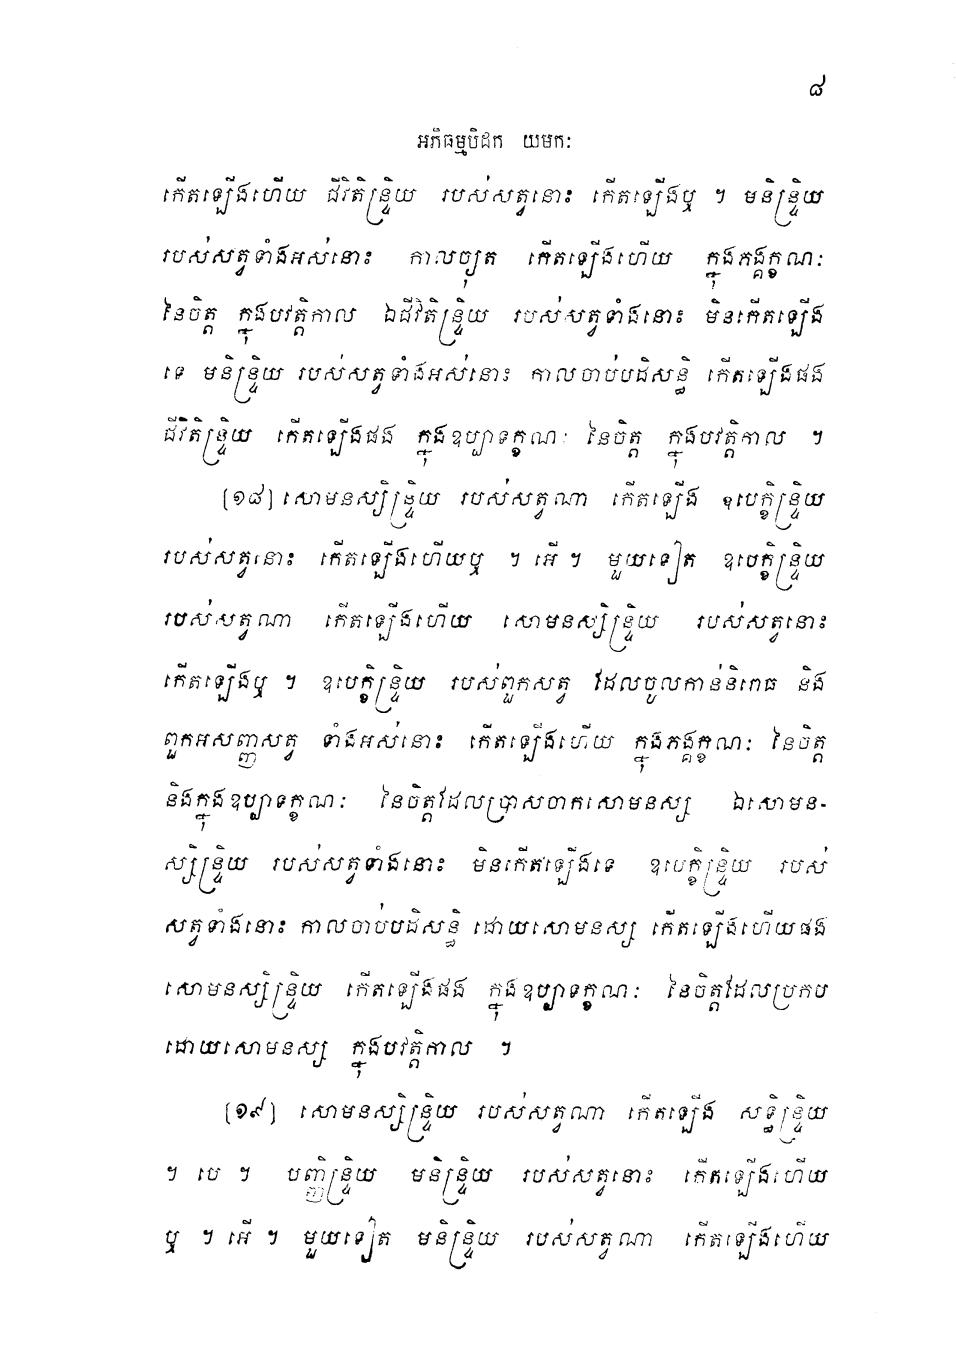 ៨
អភិធម្មបិដក យមកៈ
កើតឡើងហើយ ជីវិតិន្ទ្រិយ របស់សត្វនោះ កើតឡើងឬ ។ មនិន្ទ្រិយ
របស់សត្វទាំងអស់នោះ កាលច្យុត កើតឡើងហើយ ក្នុងភង្គក្ខណៈ
នៃចិត្ត ក្នុងបវត្តិកាល ឯជីវិតិន្ទ្រិយ របស់សត្វទាំងនោះ មិនកើតឡើង
ទេ មនិន្ទ្រិយ របស់សត្វទាំងអស់នោះ កាលចាប់បដិសន្ធិ កើតឡើងផង
ជីវិតិន្ទ្រិយ កើតឡើងផង ក្នុងឧប្បាទក្ខណៈ នៃចិត្ត ក្នុងបវត្តិកាល ។
[១៨] សោមនស្សិន្ទ្រិយ របស់សត្វណា កើតឡើង ឧបេក្ខិន្ទ្រិយ
របស់សត្វនោះ កើតឡើងហើយឬ ។ អើ ។ មួយទៀត ឧបេក្ខិន្ទ្រិយ
របស់សត្វណា កើតឡើងហើយ សោមនស្សិន្ទ្រិយ របស់សត្វនោះ
កើតឡើងឬ ។ ឧបេក្ខិន្ទ្រិយ របស់ពួកសត្វ ដែលចូលកាន់និរោធ និង
ពួកអសញ្ញសត្វ ទាំងអស់នោះ កើតឡើងហើយ ក្នុងភង្គក្ខណៈ នៃចិត្ត
និងក្នុងឧប្បាទក្ខណៈ នៃចិត្តដែលប្រាសចាកសោមនស្ស ឯសោមន-
ស្សិន្ទ្រិយ របស់សត្វទាំងនោះ មិនកើតឡើងទេ ឧបេក្ខិន្ទ្រិយ របស់
សត្វទាំងនោះ កាលចាប់បដិសន្ធិ ដោយសោមនស្ស កើតឡើងហើយផង
សោមនស្សិន្ទ្រិយ កើតឡើងផង ក្នុងឧប្បាទក្ខណៈ នៃចិត្តដែលប្រកប
ដោយសោមនស្ស ក្នុងបវត្តិកាល ។
[១៩] សោមនស្សិន្ទ្រិយ របស់សត្វណា កើតឡើង សទ្ធិន្ទ្រិយ
។ បេ ។ បញ្ញិន្ទ្រិយ មនិន្ទ្រិយ របស់សត្វនោះ កើតឡើងហើយ
ឬ ។ អើ ។ មួយទៀត មនិន្ទ្រិយ របស់សត្វណា កើតឡើងហើយ